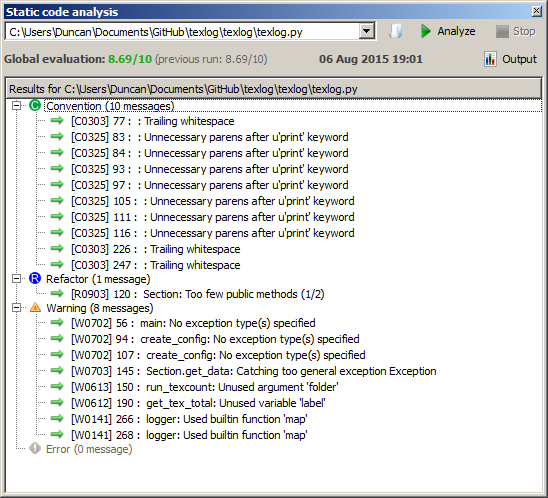 Static code analysis
C:\Users\Duncan\Documents\GitHub\texlog\texlog\texlog.py
Analyze
Stop
Global evaluation: 8.69/10 (previous run: 8.69/10)
06 Aug 2015 19:01
Output
Results for C:\Users\Duncan\Documents\GitHub\texlog\texlog\texlog.py
C Convention (10 messages)
[C0303] 77 : : Trailing whitespace
[C0325] 83 : : Unnecessary parens after u'print' keyword
[C0325] 84 : : Unnecessary parens after u'print' keyword
[C0325] 93 : : Unnecessary parens after u'print' keyword
[C0325] 97 : : Unnecessary parens after u'print' keyword
[C0325] 105 : : Unnecessary parens after u'print' keyword
[C0325] 111 : : Unnecessary parens after u'print' keyword
[C0325] 116 : : Unnecessary parens after u'print' keyword
[C0303] 226 : : Trailing whitespace
[C0303] 247 : : Trailing whitespace
R Refactor (1 message)
[R0903] 120 : Section: Too few public methods (1/2)
Warning (8 messages)
[W0702] 56 : main: No exception type(s) specified
[W0702] 94 : create_config: No exception type(s) specified
[W0702] 107 : create_config: No exception type(s) specified
[W0703] 145 : Section.get_data: Catching too general exception Exception
[W0613] 150 : run_texcount: Unused argument 'folder'
[W0612] 190 : get_tex_total: Unused variable 'label'
[W0141] 266 : logger: Used builtin function 'map'
[W0141] 268 : logger: Used builtin function 'map'
Error (0 message)